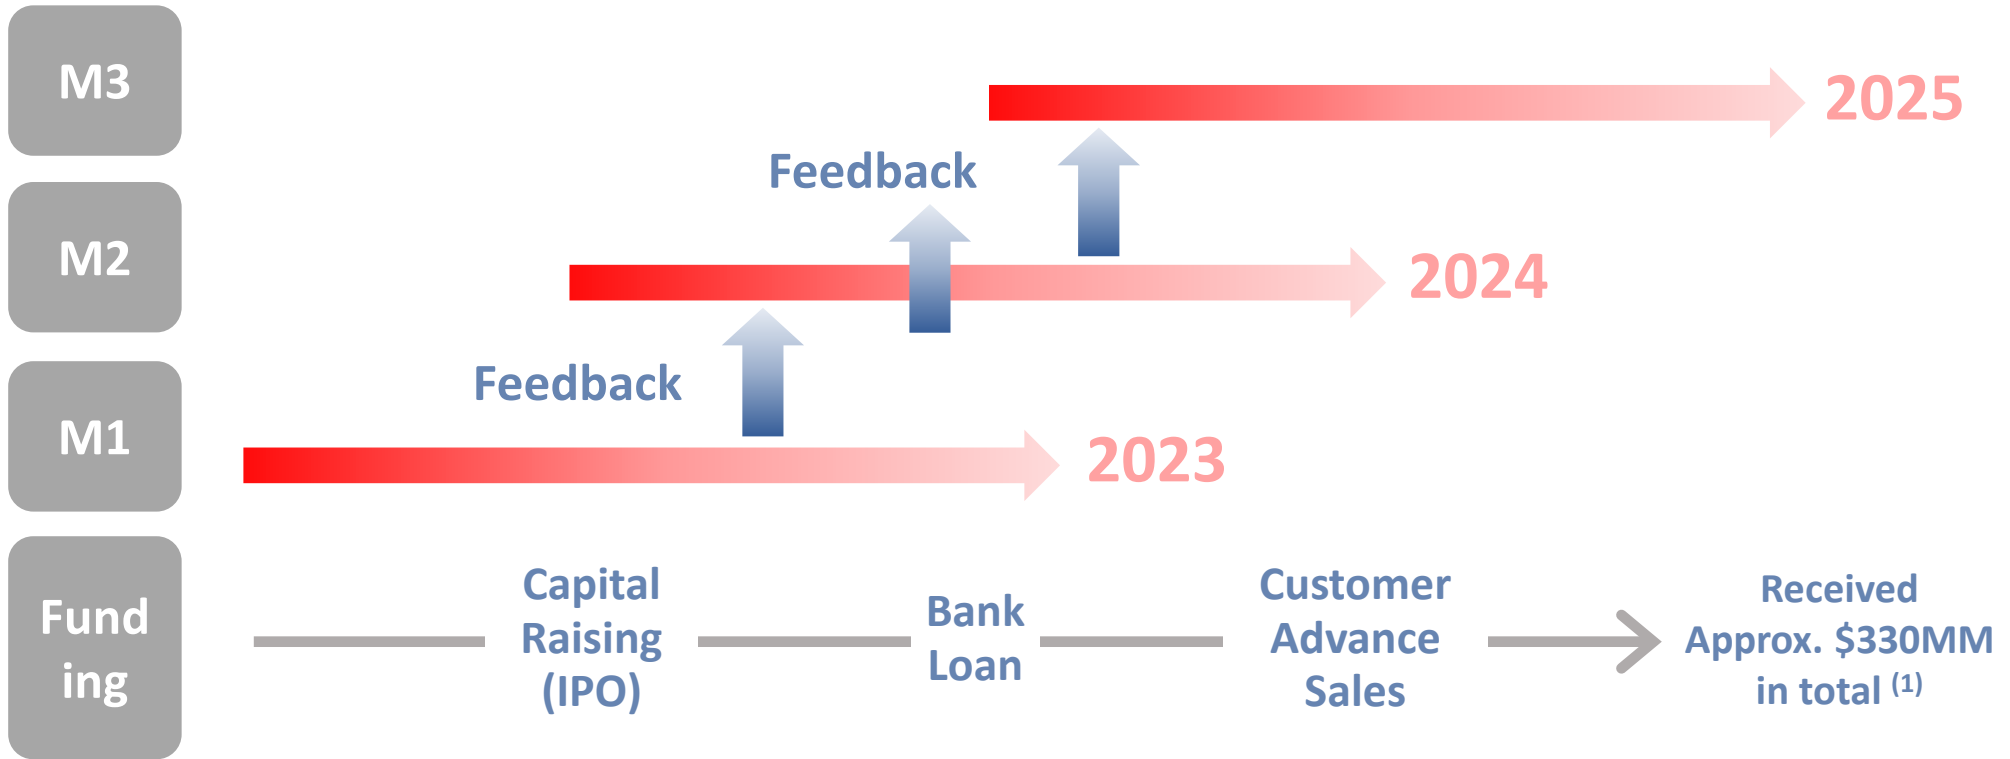 M3
2025
Feedback
M2
2024
Feedback
M1
2023
Fund
ing
Capital
Raising
(IPO)
Bank
Loan
Customer
Advance
Sales
Received
Approx. $330MM
in total (1)